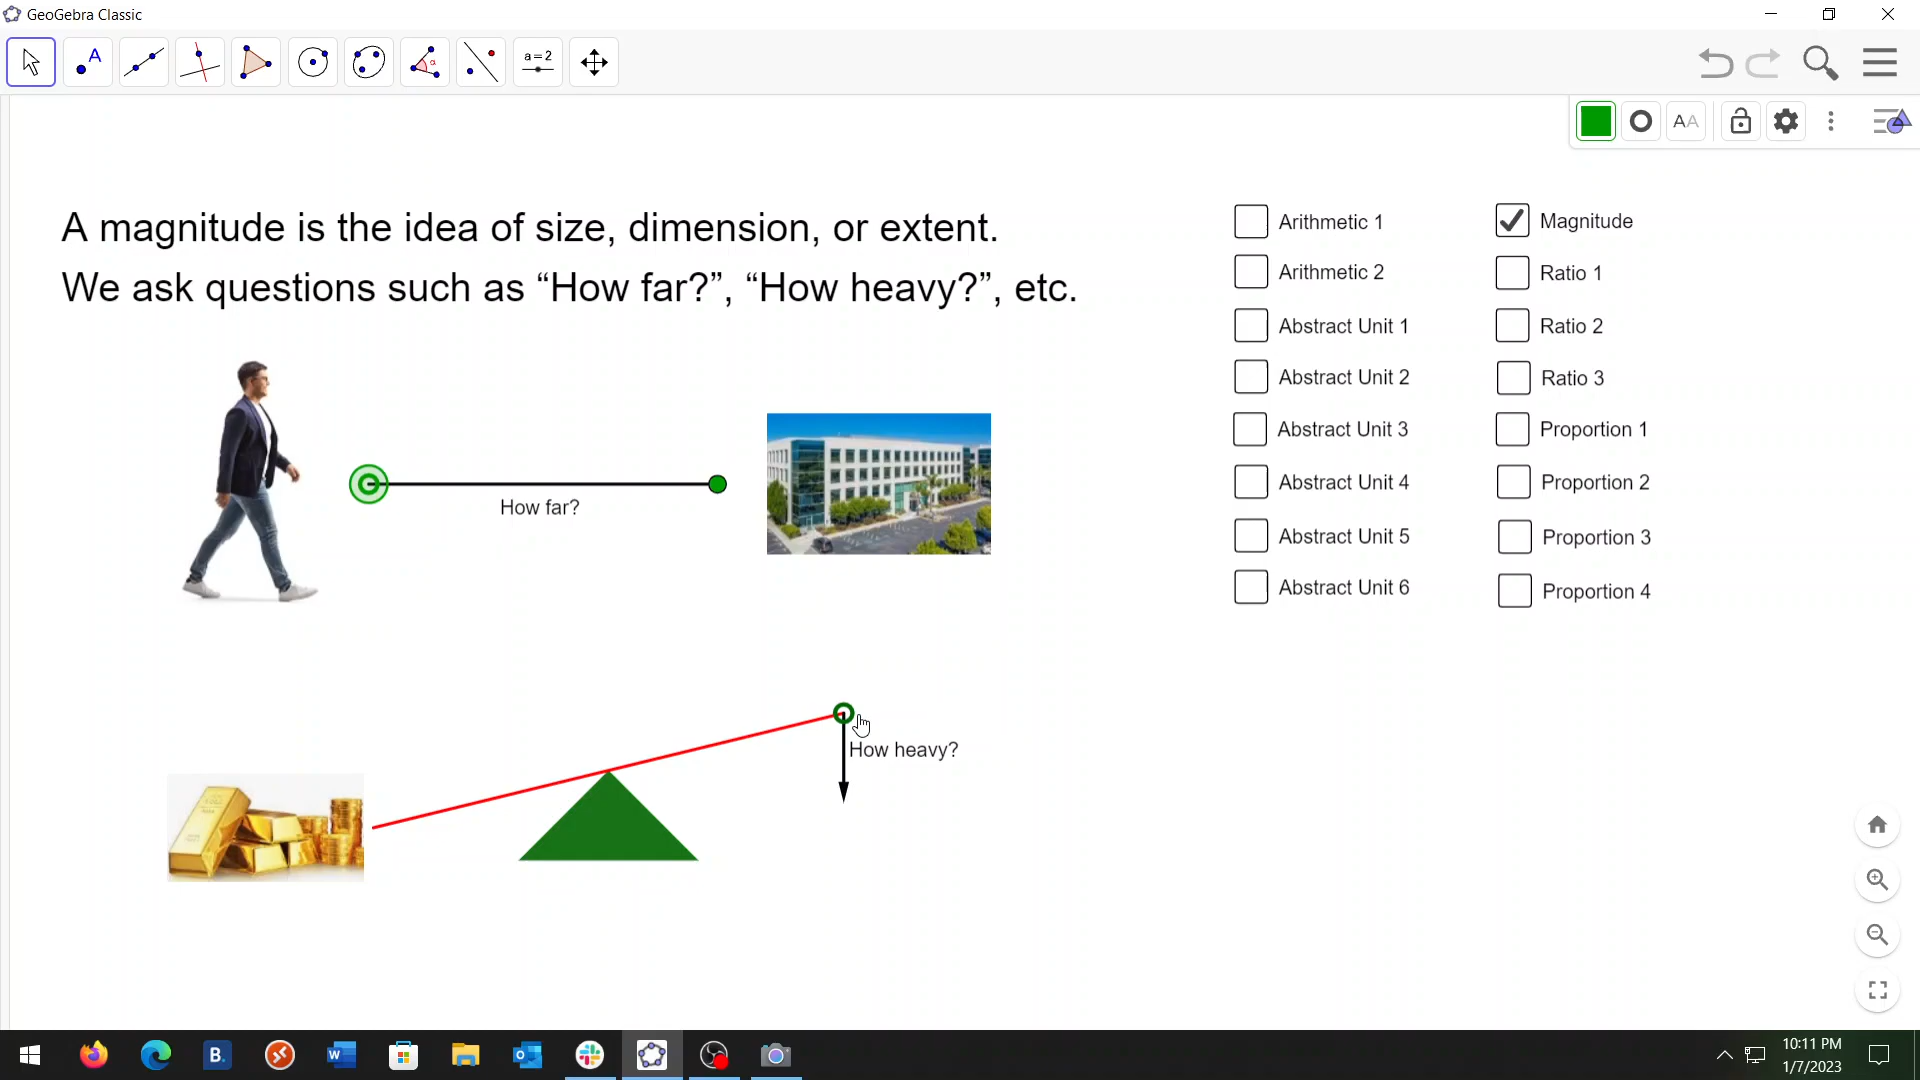 GeoGebra Classic
A
α
a=2
AA
A magnitude is the idea of size, dimension, or extent.
We ask questions such as “How far?”, “How heavy?”, etc.
How far?
How heavy?
Arithmetic 1
Arithmetic 2
Abstract Unit 1
Abstract Unit 2
Abstract Unit 3
Abstract Unit 4
Abstract Unit 5
Abstract Unit 6
Magnitude
Ratio 1
Ratio 2
Ratio 3
Proportion 1
Proportion 2
Proportion 3
Proportion 4
B.
W
O
10:11 PM
1/7/2023